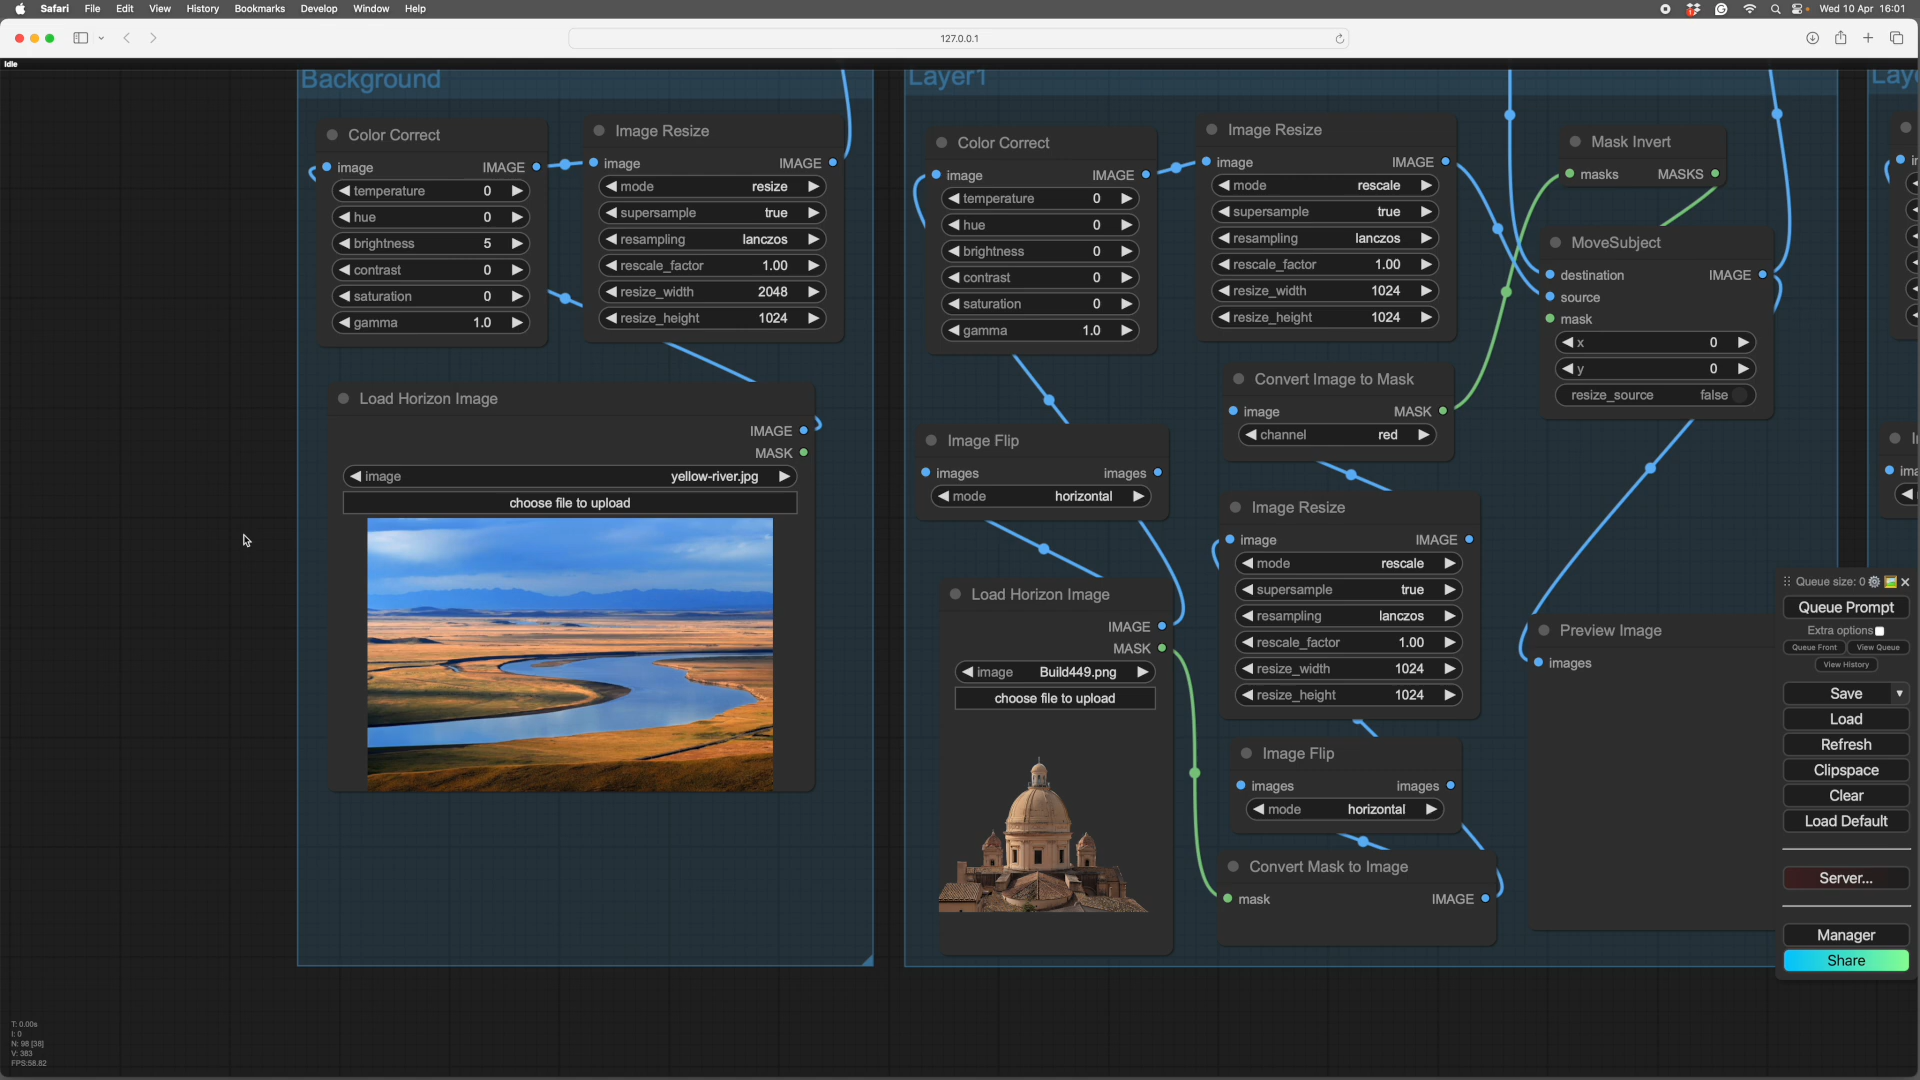 Safari File Edit View History Bookmarks Develop Window Help
Wed 10 Apr 16:01
127.0.0.1
Idle
Background
Color Correct
image IMAGE
temperature 0
hue 0
brightness 5
contrast 0
saturation 0
gamma 1.0
Image Resize
image IMAGE
mode resize
supersample true
resampling lanczos
rescale_factor 1.00
resize_width 2048
resize_height 1024
Load Horizon Image
IMAGE
MASK
image yellow-river.jpg
choose file to upload
Layer1
Color Correct
image IMAGE
temperature 0
hue 0
brightness 0
contrast 0
saturation 0
gamma 1.0
Image Flip
images images
mode horizontal
Load Horizon Image
IMAGE
MASK
image Build449.png
choose file to upload
Image Resize
image IMAGE
mode rescale
supersample true
resampling lanczos
rescale_factor 1.00
resize_width 1024
resize_height 1024
Convert Image to Mask
image MASK
channel red
Image Resize
image IMAGE
mode rescale
supersample true
resampling lanczos
rescale_factor 1.00
resize_width 1024
resize_height 1024
Image Flip
images images
mode horizontal
Convert Mask to Image
mask IMAGE
Mask Invert
masks MASKS
MoveSubject
destination IMAGE
source
mask
x 0
y 0
resize_source false
Preview Image
images
Queue size: 0
Queue Prompt
Extra options
Queue Front View Queue
View History
Save
Load
Refresh
Clipspace
Clear
Load Default
Server...
Manager
Share
T: 0.00s
I: 0
N: 98 [38]
V: 383
FPS:58.82